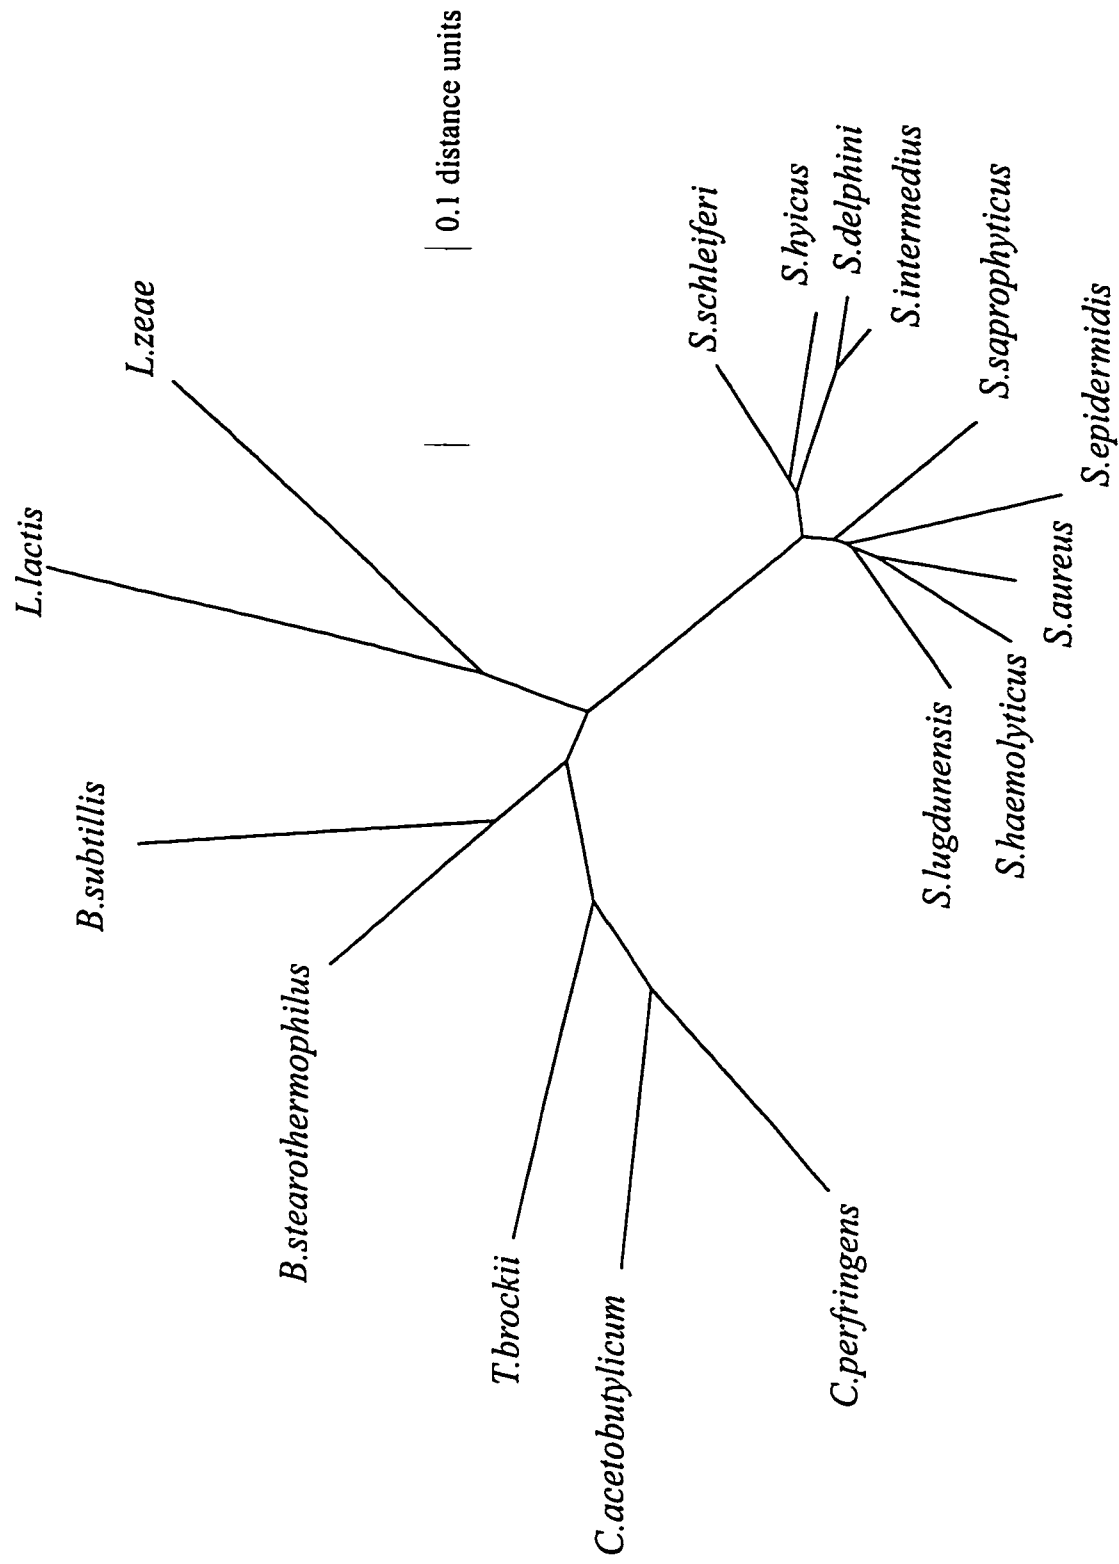 L.lactis
L.zeae
0.1 distance units
B.subtillis
B.stearothermophilus
T.brockii
C.acetobutylicum
C.perfringens
S.schleiferi
S.hyicus
S.delphini
S.intermedius
S.saprophyticus
S.epidermidis
S.aureus
S.haemolyticus
S.lugdunensis